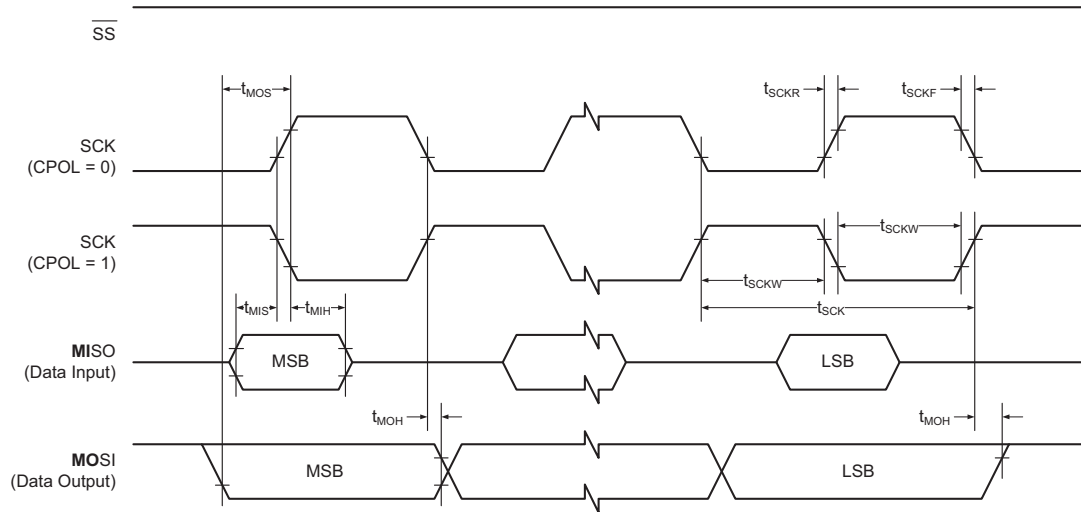 SS
tMOS
tSCKR
tSCKF
SCK
(CPOL = 0)
SCK
(CPOL = 1)
tSCKW
tSCKW
tMIS
tMIH
tSCK
MISO
(Data Input)
MSB
LSB
tMOH
tMOH
MOSI
(Data Output)
MSB
LSB